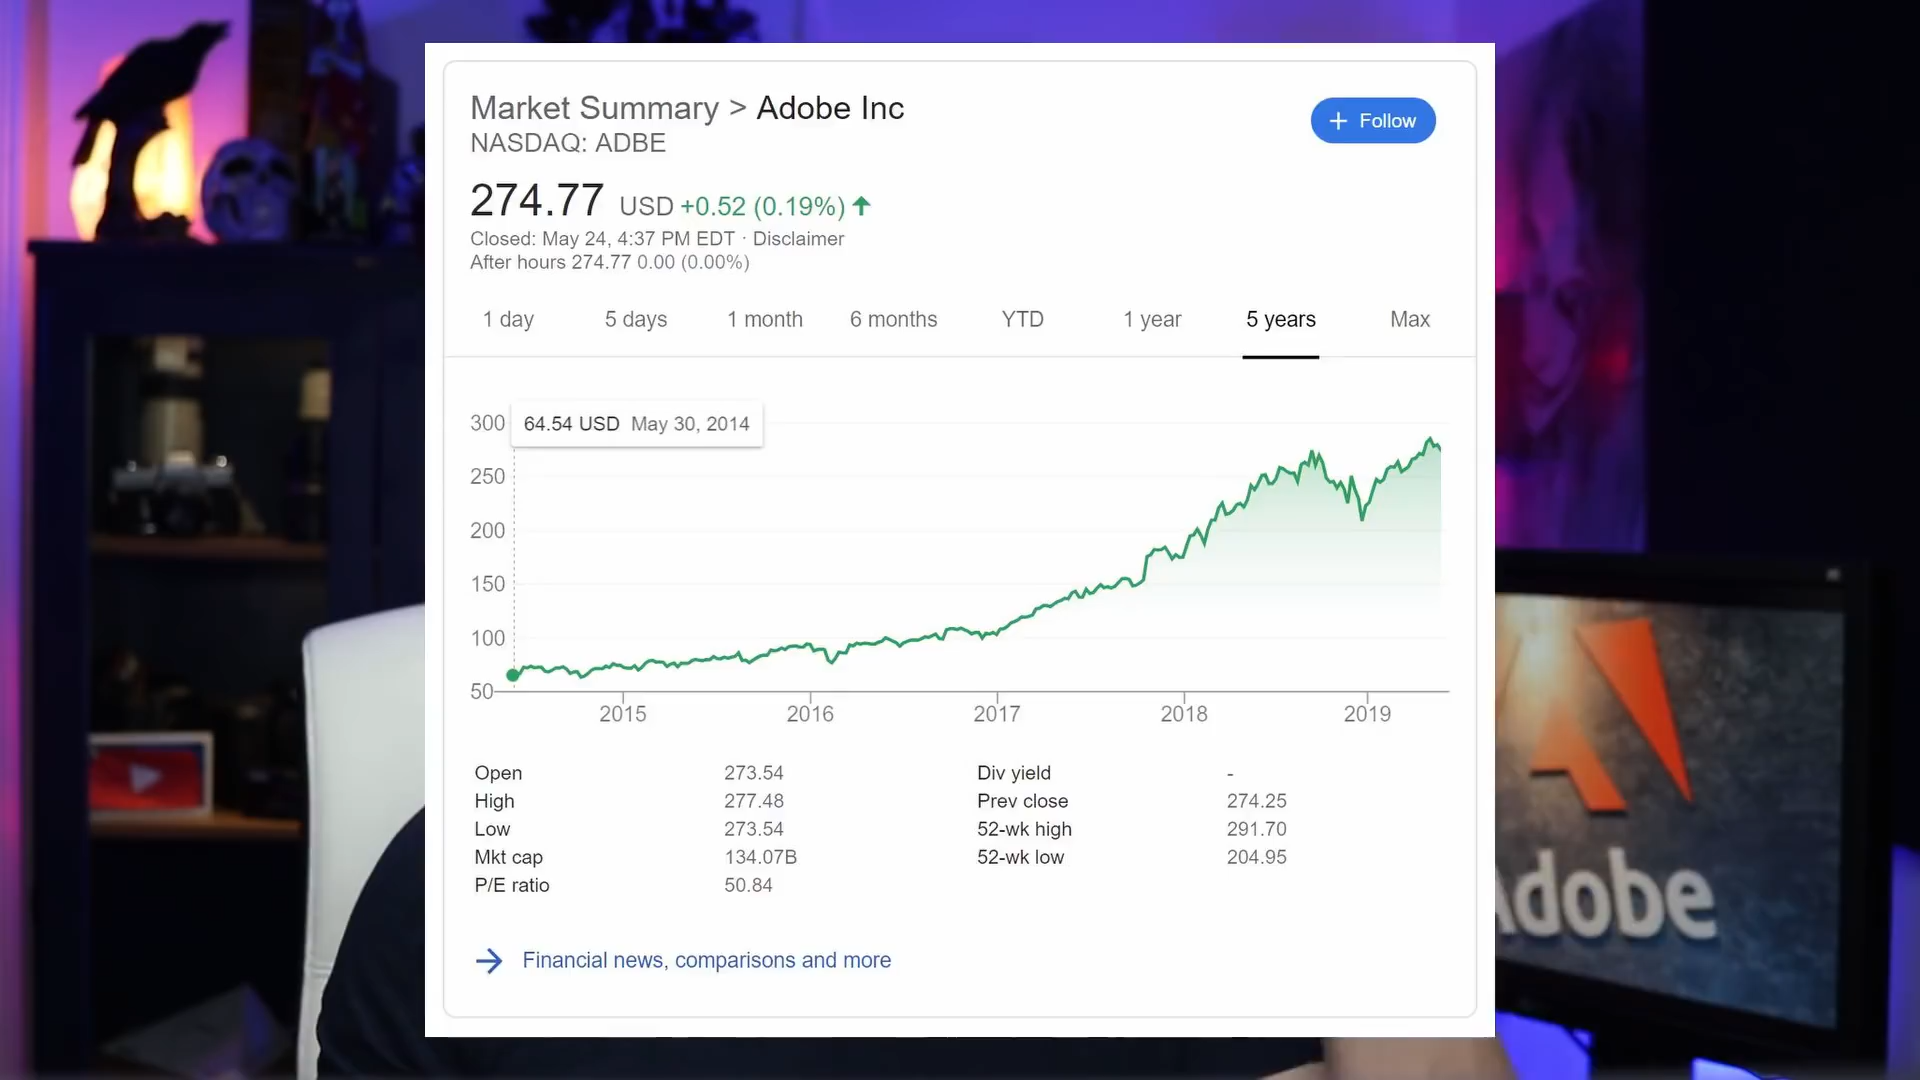 Market Summary > Adobe Inc
NASDAQ: ADBE
+ Follow
274.77 USD +0.52 (0.19%) ↑
Closed: May 24, 4:37 PM EDT · Disclaimer
After hours 274.77 0.00 (0.00%)
1 day 5 days 1 month 6 months YTD 1 year 5 years Max
64.54 USD May 30, 2014
300
250
200
150
100
50
2015 2016 2017 2018 2019
Open 273.54 Div yield -
High 277.48 Prev close 274.25
Low 273.54 52-wk high 291.70
Mkt cap 134.07B 52-wk low 204.95
P/E ratio 50.84
→ Financial news, comparisons and more
Adobe